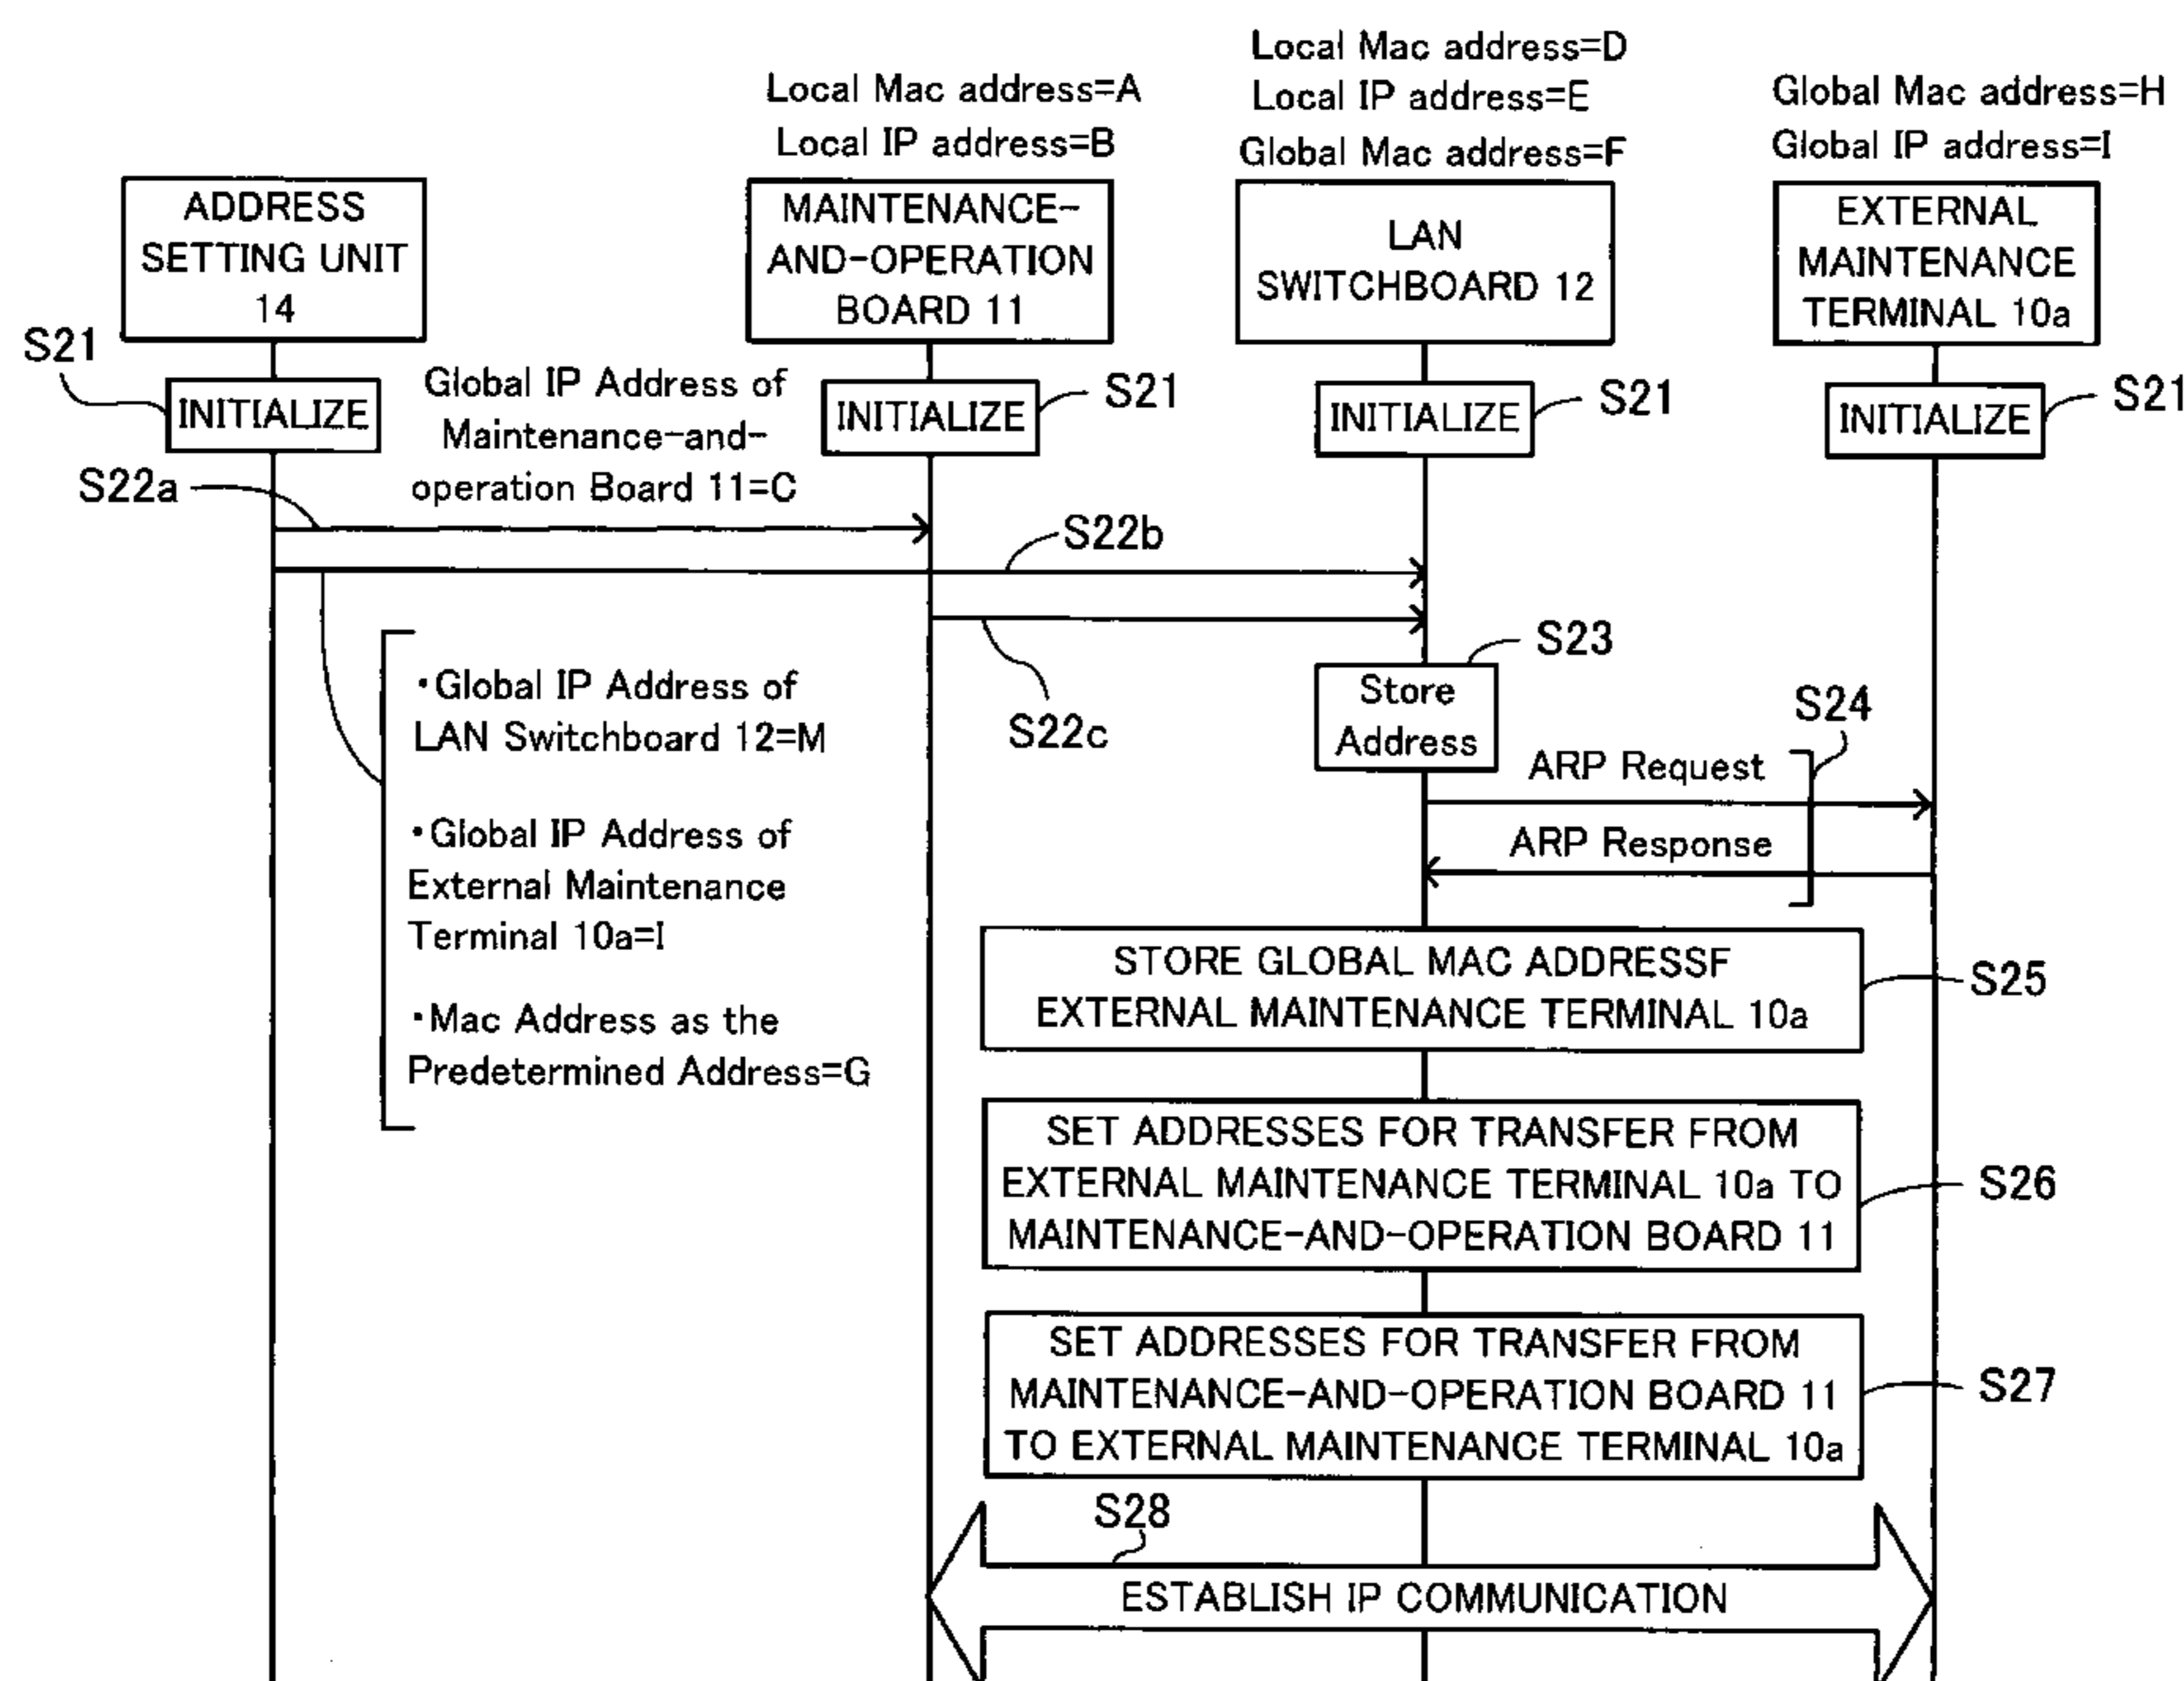 Local Mac address=A
Local IP address=B
Local Mac address=D
Local IP address=E
Global Mac address=F
Global Mac address=H
Global IP address=I
ADDRESS
SETTING UNIT
14
MAINTENANCE-
AND-OPERATION
BOARD 11
LAN
SWITCHBOARD 12
EXTERNAL
MAINTENANCE
TERMINAL 10a
S21
INITIALIZE
INITIALIZE
S21
INITIALIZE
S21
INITIALIZE
S21
Global IP Address of
Maintenance-and-
operation Board 11=C
S22a
S22b
S22c
・Global IP Address of
LAN Switchboard 12=M
・Global IP Address of
External Maintenance
Terminal 10a=I
・Mac Address as the
Predetermined Address=G
S23
Store
Address
S24
ARP Request
ARP Response
STORE GLOBAL MAC ADDRESSF
EXTERNAL MAINTENANCE TERMINAL 10a
S25
SET ADDRESSES FOR TRANSFER FROM
EXTERNAL MAINTENANCE TERMINAL 10a TO
MAINTENANCE-AND-OPERATION BOARD 11
S26
SET ADDRESSES FOR TRANSFER FROM
MAINTENANCE-AND-OPERATION BOARD 11
TO EXTERNAL MAINTENANCE TERMINAL 10a
S27
S28
ESTABLISH IP COMMUNICATION